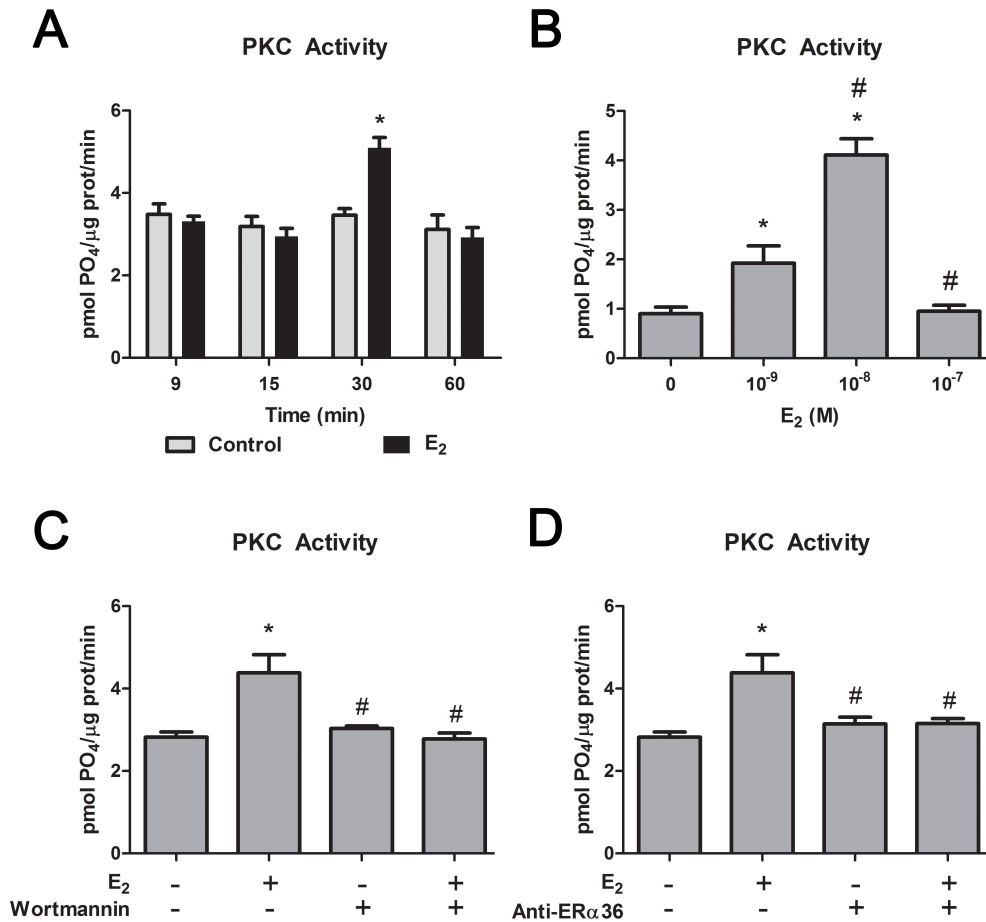 A
PKC Activity
pmol PO4/μg prot/min
6
4
2
0
*
9 15 30 60
Time (min)
Control E2
B
PKC Activity
pmol PO4/μg prot/min
5
4
3
2
1
0
*
#
*
#
0 10-9 10-8 10-7
E2 (M)
C
PKC Activity
pmol PO4/μg prot/min
6
4
2
0
*
#
#
E2 - + - +
Wortmannin - - + +
D
PKC Activity
pmol PO4/μg prot/min
6
4
2
0
*
#
#
E2 - + - +
Anti-ERα36 - - + +